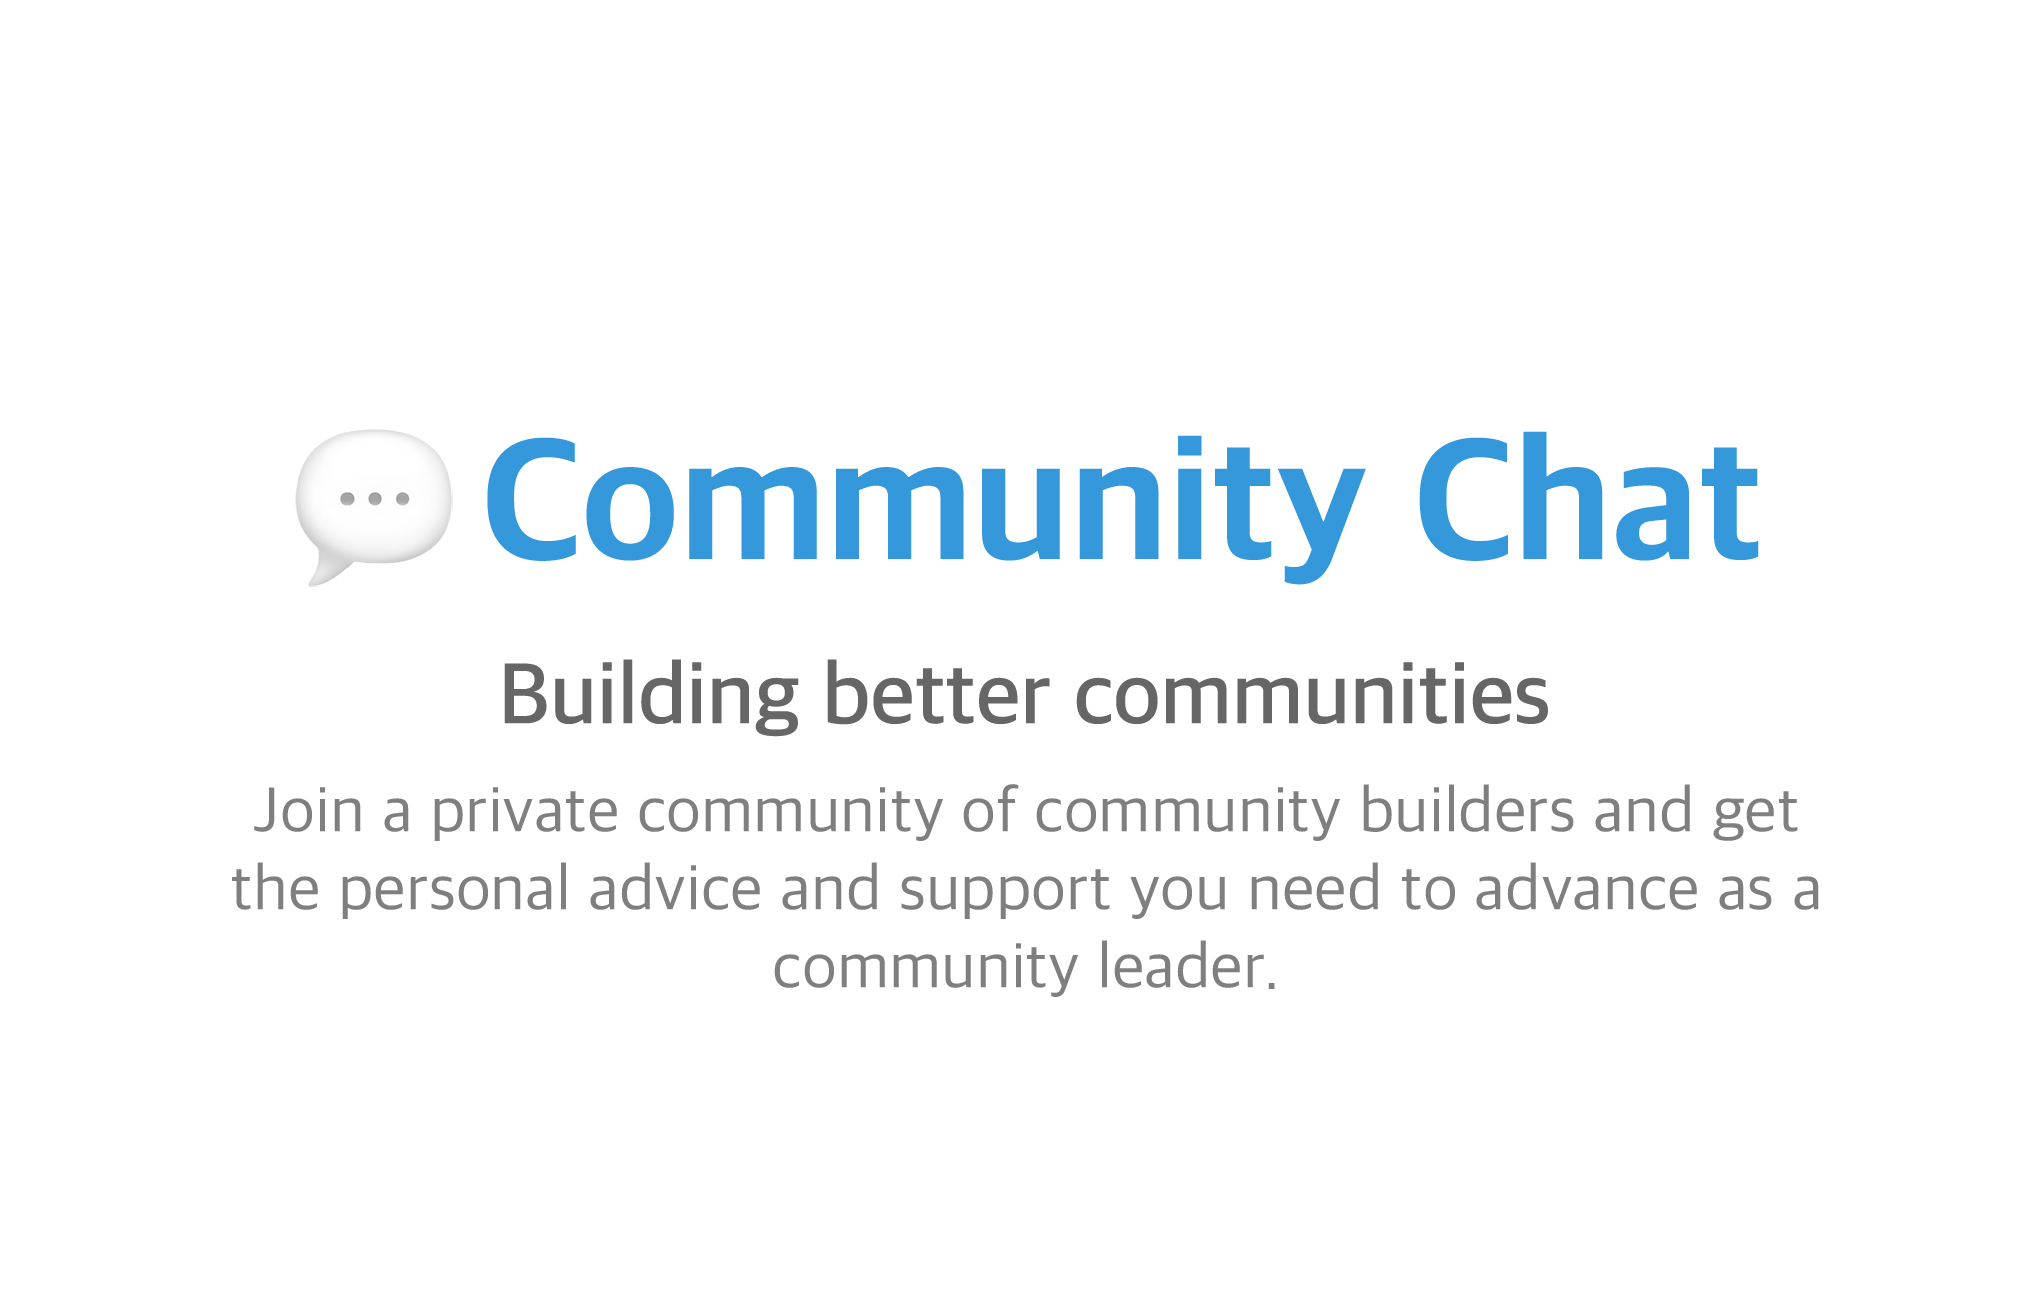 Community Chat
Building better communities
Join a private community of community builders and get
the personal advice and support you need to advance as a
community leader.